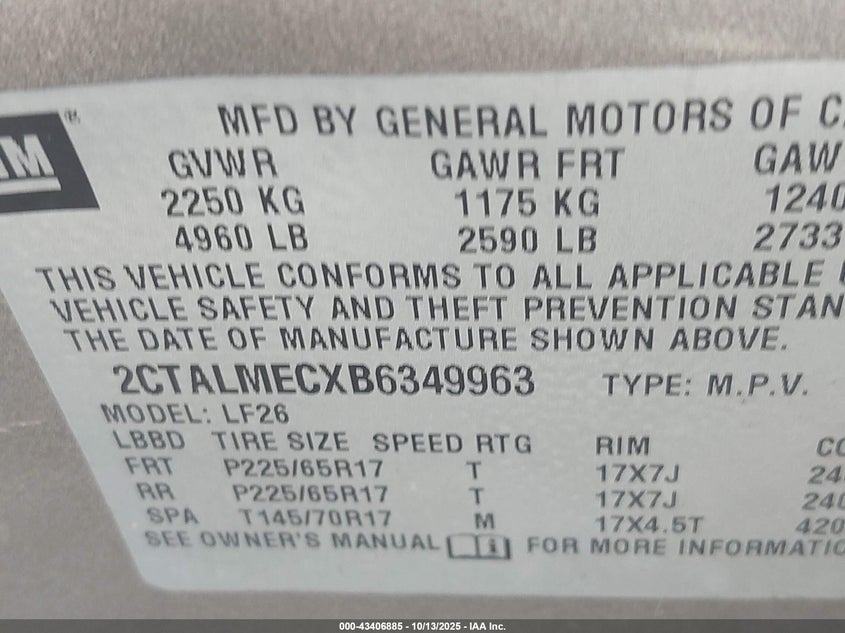 GM®
MFD BY GENERAL MOTORS OF
GVWR GAWR FRT
2250 KG 1175 KG 1240
4960 LB 2590 LB 2733
THIS VEHICLE CONFORMS TO ALL APPLICABLE
VEHICLE SAFETY AND THEFT PREVENTION
THE DATE OF MANUFACTURE SHOWN ABOVE.
2CTALMECXB6349963 TYPE: M.P.V.
MODEL: LF26
LBBD TIRE SIZE SPEED RTG RIM
FRT P225/65R17 T 17X7J
RR P225/65R17 T 17X7J
SPA T145/70R17 M 17X4.5T 420
SEE OWNER'S MANUAL i FOR MORE
000-43406885 - 10/13/2025 - IAA Inc.